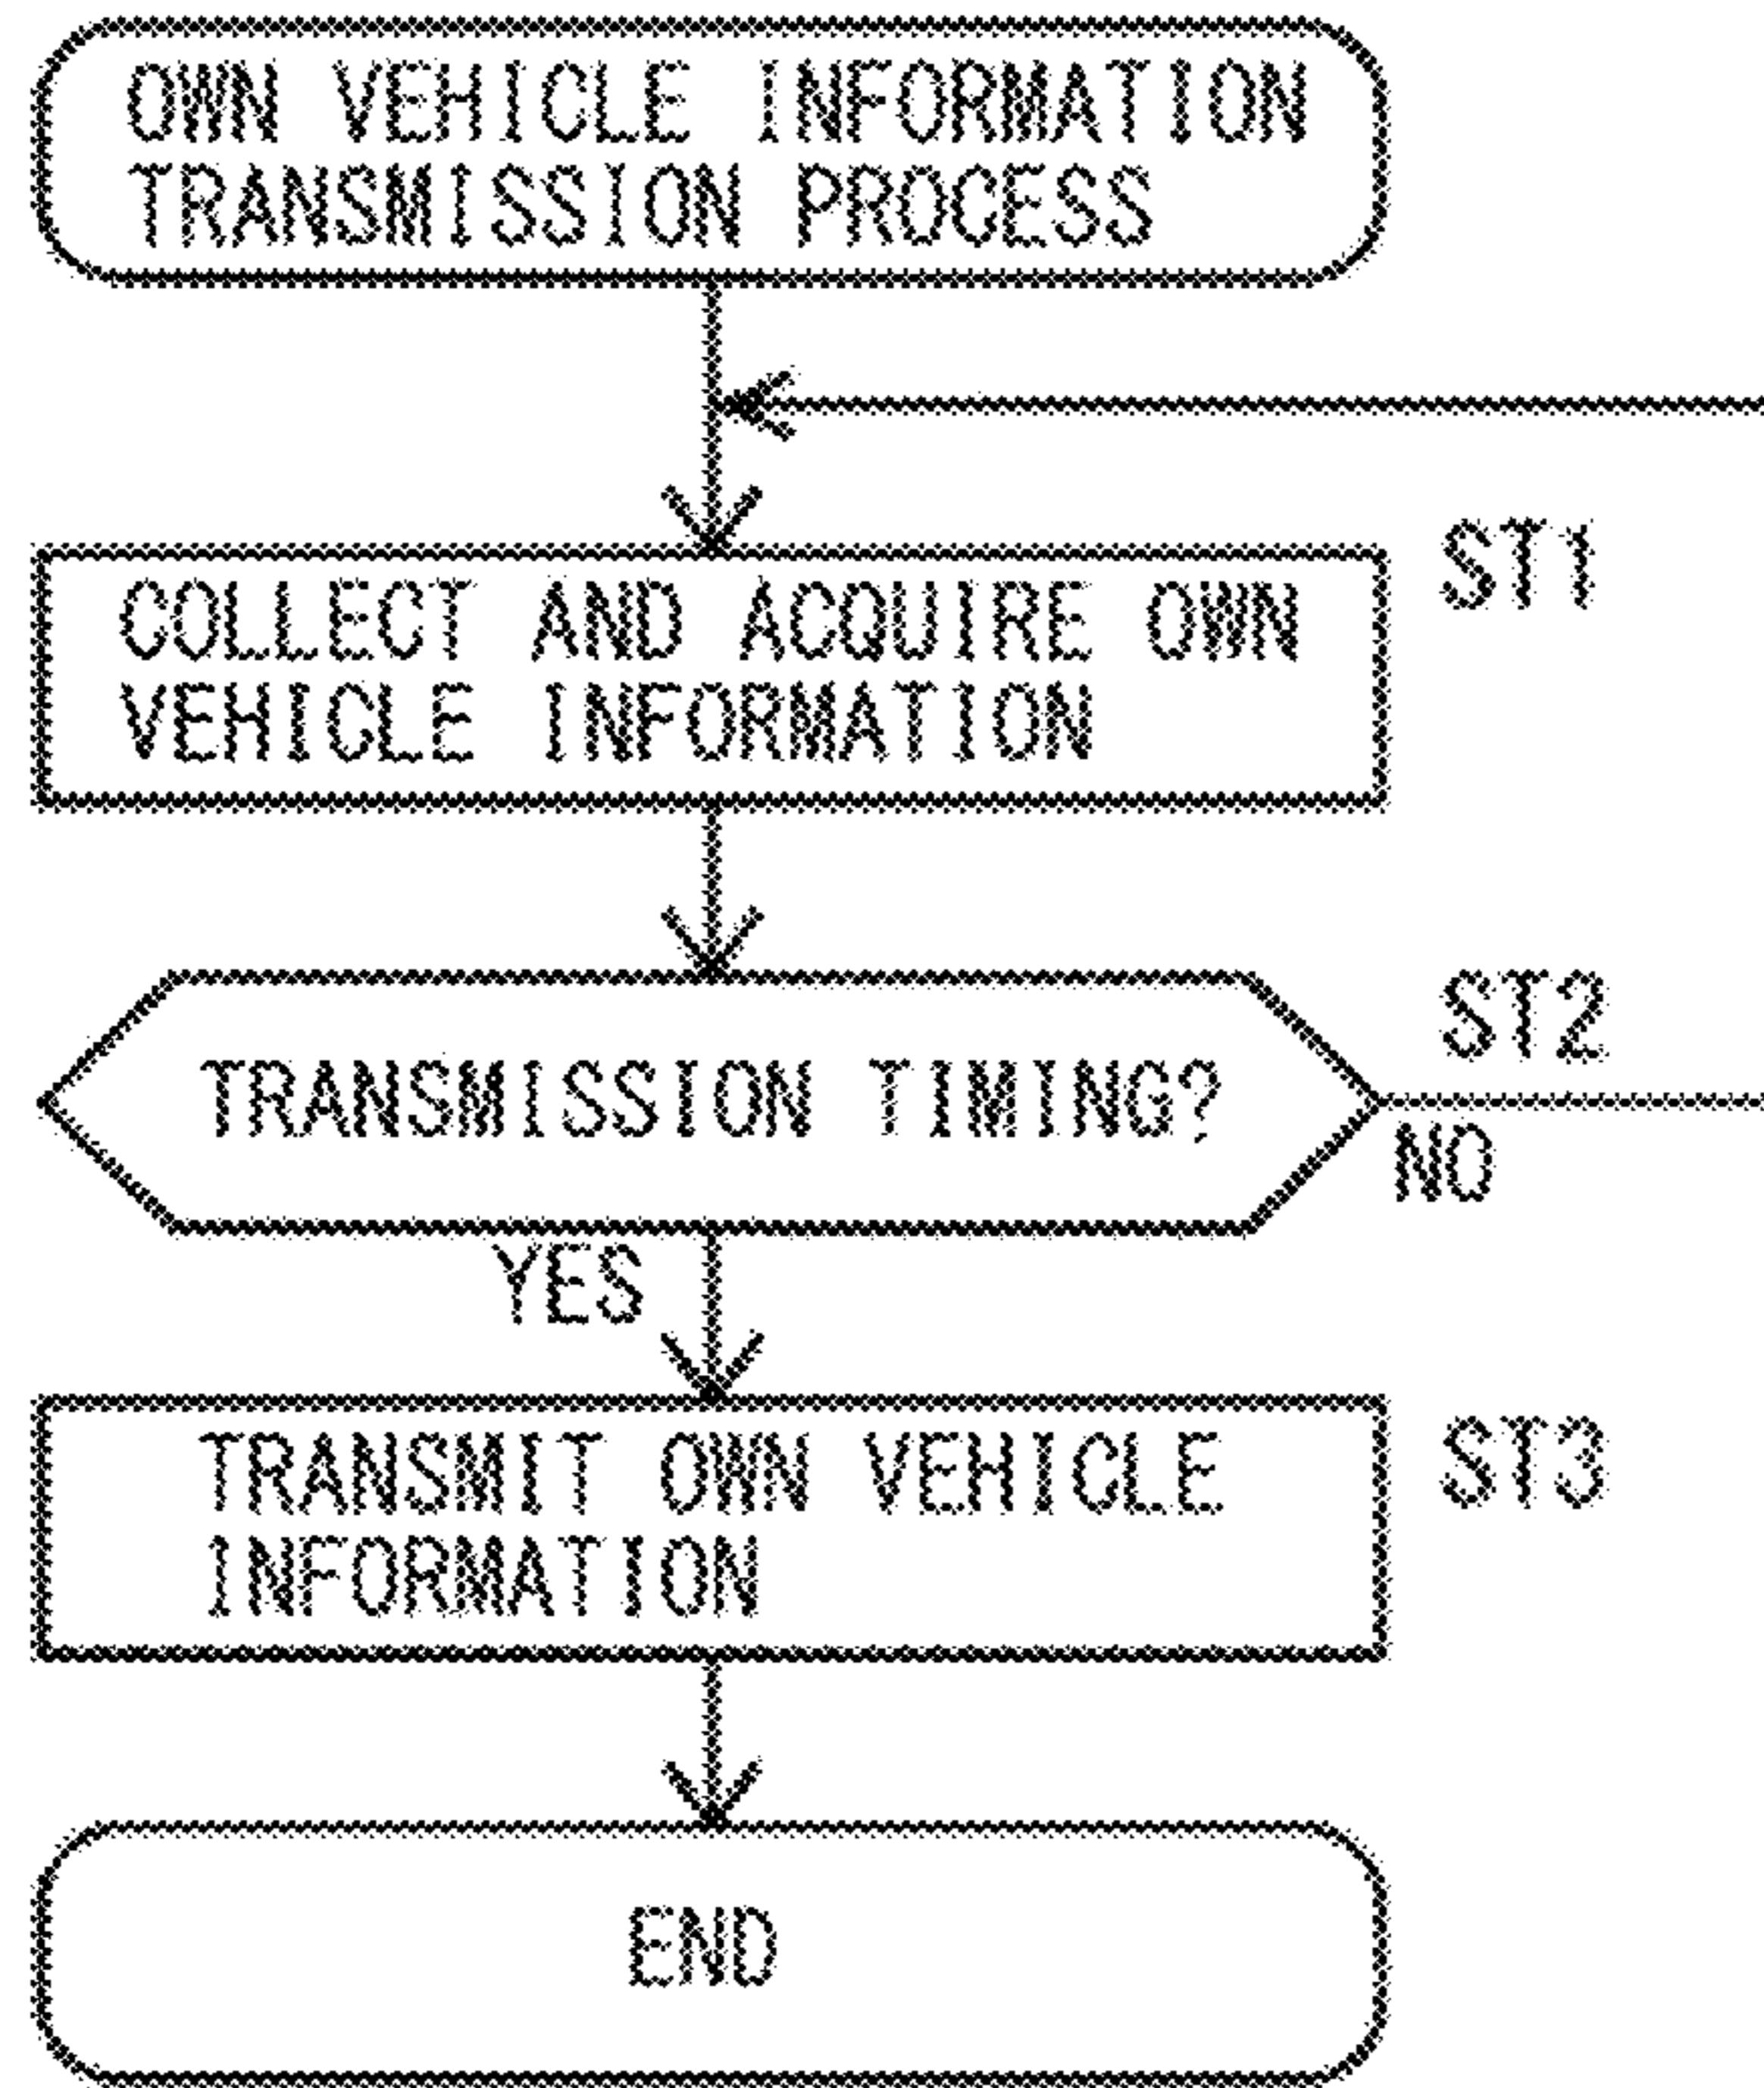 OWN VEHICLE INFORMATION
TRANSMISSION PROCESS
ST1
COLLECT AND ACQUIRE OWN
VEHICLE INFORMATION
ST2
TRANSMISSION TIMING?
NO
YES
ST3
TRANSMIT OWN VEHICLE
INFORMATION
END